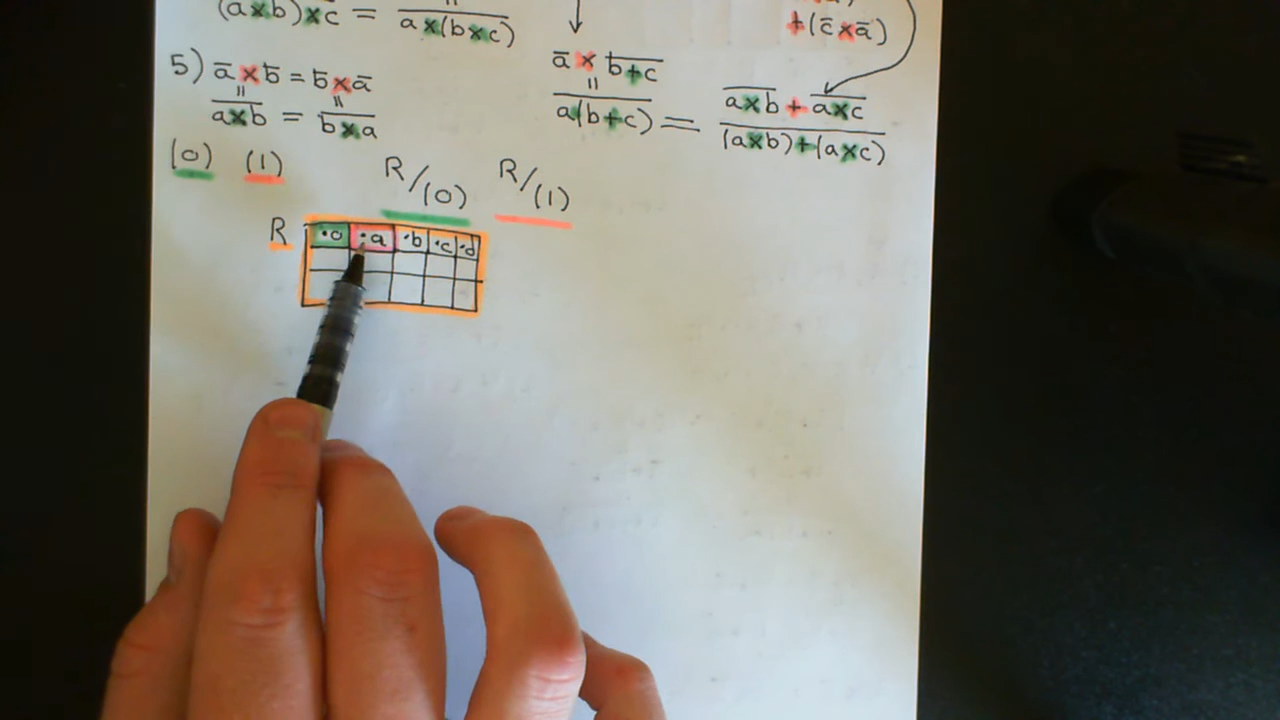 (a×b)×c̄ = a×(b×c)
+(c̄×ā)
5) ā×b̄ = b̄×ā
a×b = b×a
ā × b+c
a(b+c) = a×b + a×c
(a×b)+(a×c)
(0) (1) R/(0) R/(1)
R ·0 ·a ·b ·c ·d